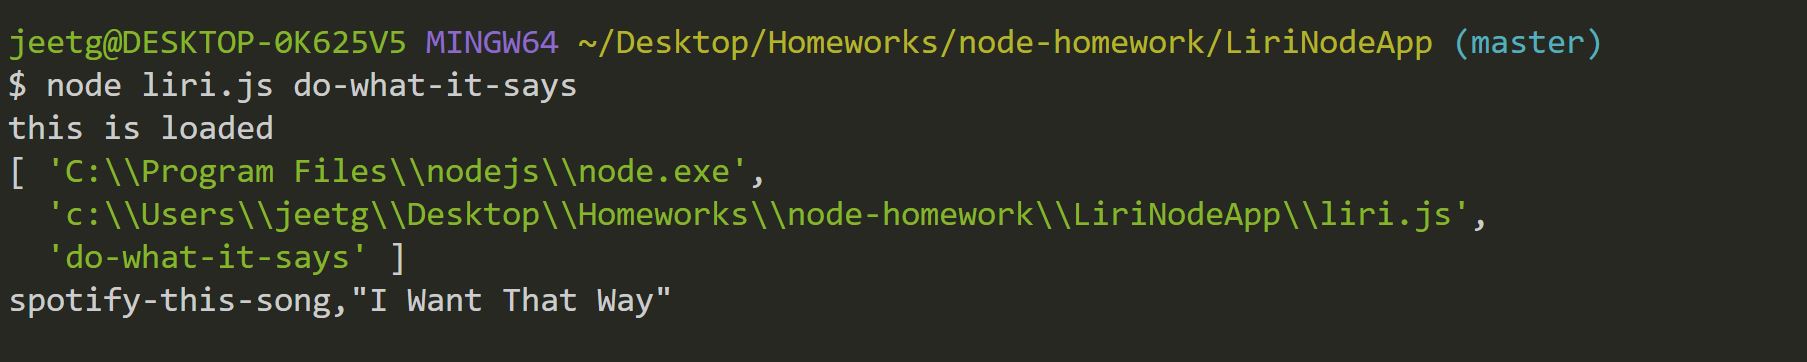 jeetg@DESKTOP-0K625V5 MINGW64 ~/Desktop/Homeworks/node-homework/LiriNodeApp (master)
$ node liri.js do-what-it-says
this is loaded
[ 'C:\\Program Files\\nodejs\\node.exe',
  'c:\\Users\\jeetg\\Desktop\\Homeworks\\node-homework\\LiriNodeApp\\liri.js',
  'do-what-it-says' ]
spotify-this-song,"I Want That Way"